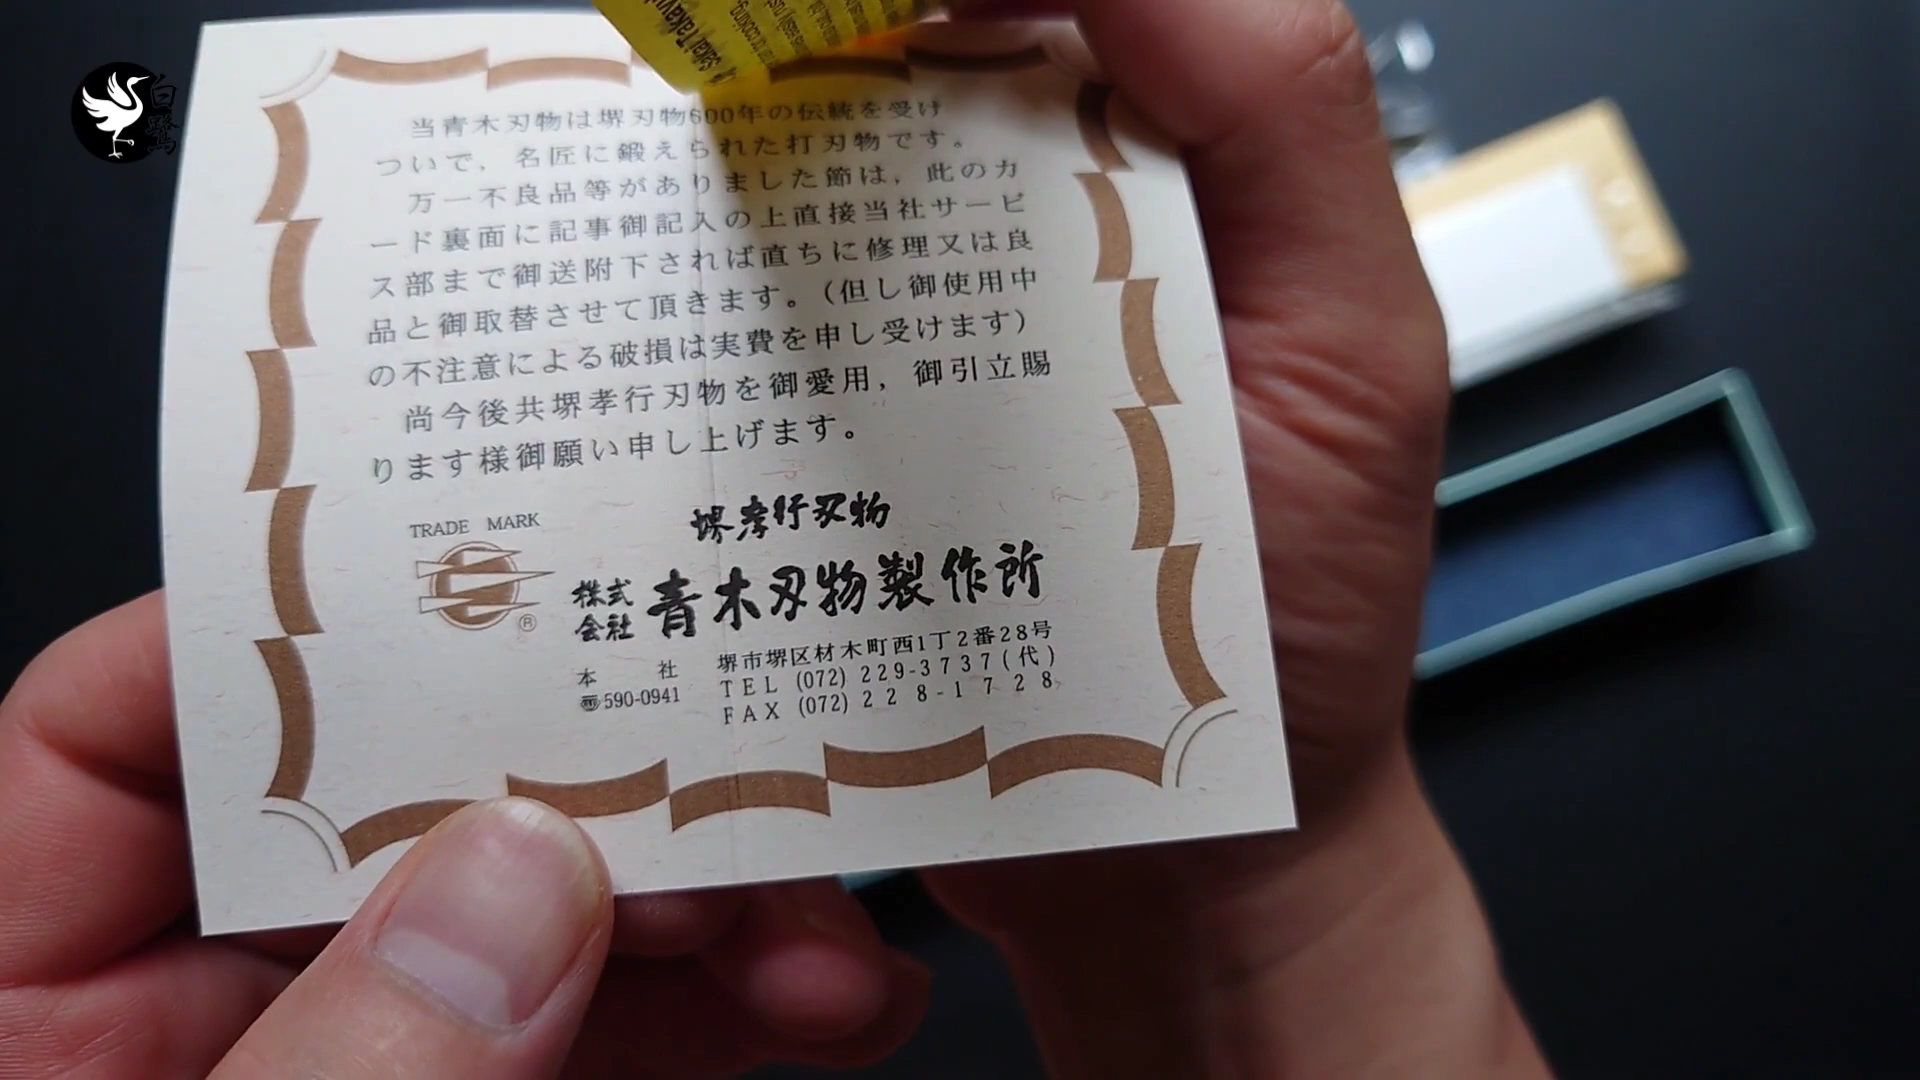 白鷺
Sakai Takayuki
当青木刃物は堺刃物600年の伝統を受け
ついで，名匠に鍛えられた打刃物です。
万一不良品等がありました節は，此のカ
ード裏面に記事御記入の上直接当社サービ
ス部まで御送附下されば直ちに修理又は良
品と御取替させて頂きます。（但し御使用中
の不注意による破損は実費を申し受けます）
尚今後共堺孝行刃物を御愛用，御引立賜
ります様御願い申し上げます。
TRADE MARK
®
堺孝行刃物
株式会社 青木刃物製作所
本社 堺市堺区材木町西1丁2番28号
〠590-0941 TEL (072) 229-3737(代)
FAX (072) 228-1728